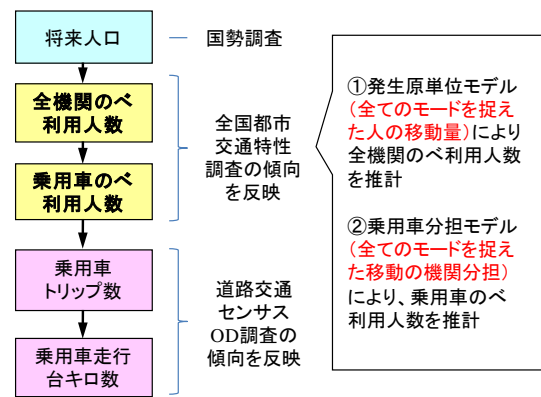 将来人口
国勢調査
全機関のべ
利用人数
乗用車のべ
利用人数
全国都市
交通特性
調査の傾向
を反映
乗用車
トリップ数
乗用車走行
台キロ数
道路交通
センサス
OD調査の
傾向を反映
①発生原単位モデル
(全てのモードを捉え
た人の移動量)により
全機関のべ利用人数
を推計
②乗用車分担モデル
(全てのモードを捉え
た移動の機関分担)
により、乗用車のべ
利用人数を推計